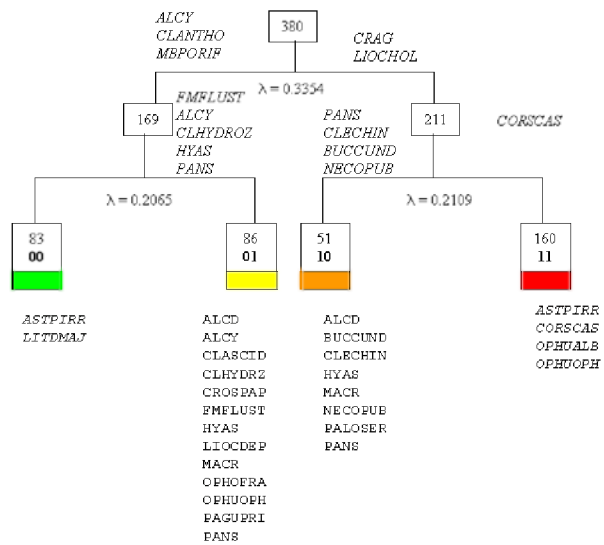 ALCY
CLANTHO
MBPORIF
380
CRAG
LIOCHOL
λ = 0.3354
169
FMFLUST
ALCY
CLHYDROZ
HYAS
PANS
PANS
CLECHIN
BUCCUND
NECOPUB
211
CORSCAS
λ = 0.2065
λ = 0.2109
83
00
86
01
51
10
160
11
ASTPIRR
LITDMAJ
ALCD
ALCY
CLASCID
CLHYDRZ
CROSPAP
FMFLUST
HYAS
LIOCDEP
MACR
OPHOFRA
OPHUOPH
PAGUPRI
PANS
ALCD
BUCCUND
CLECHIN
HYAS
MACR
NECOPUB
PALOSER
PANS
ASTPIRR
CORSCAS
OPHUALB
OPHUOPH